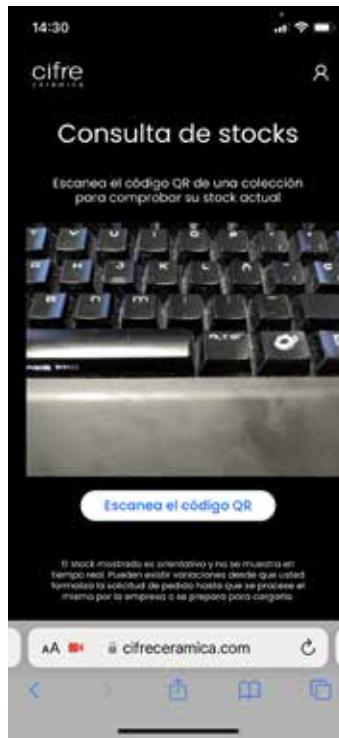 14:30
cifre
cerámica
Consulta de stocks
Escanea el código QR de una colección
para comprobar su stock actual
Escanea el código QR
El stock mostrado es orientativo y no se muestra en
tiempo real. Pueden existir variaciones desde que usted
formaliza la solicitud de pedido hasta que se procese el
mismo por la empresa o se prepara para cargarlo.
AA
cifreceramica.com